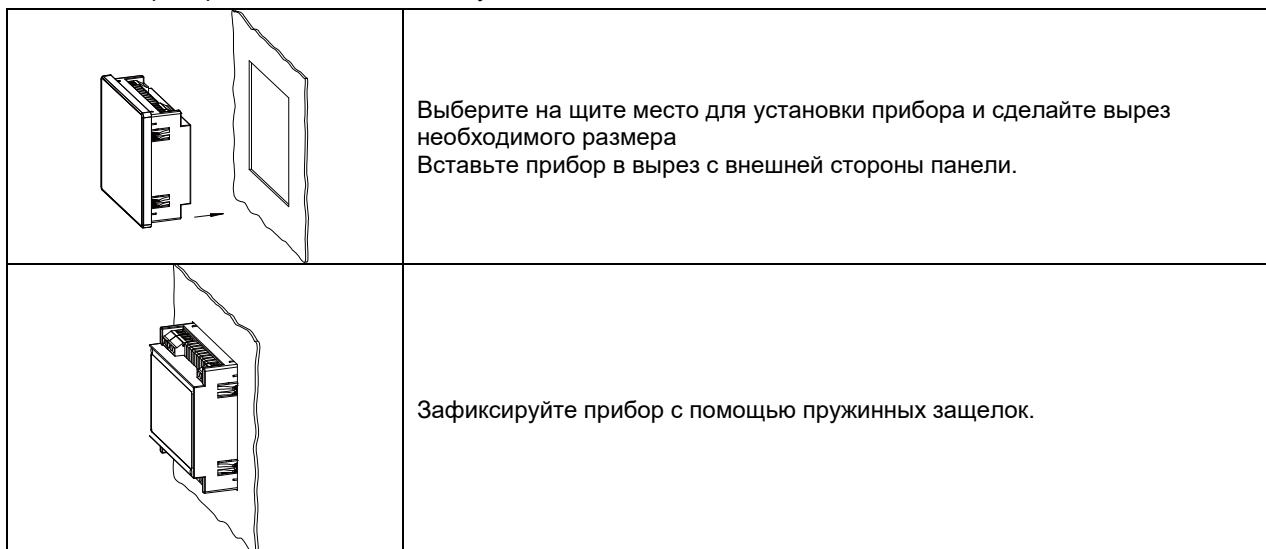 Выберите на щите место для установки прибора и сделайте вырез
необходимого размера
Вставьте прибор в вырез с внешней стороны панели.
Зафиксируйте прибор с помощью пружинных защелок.